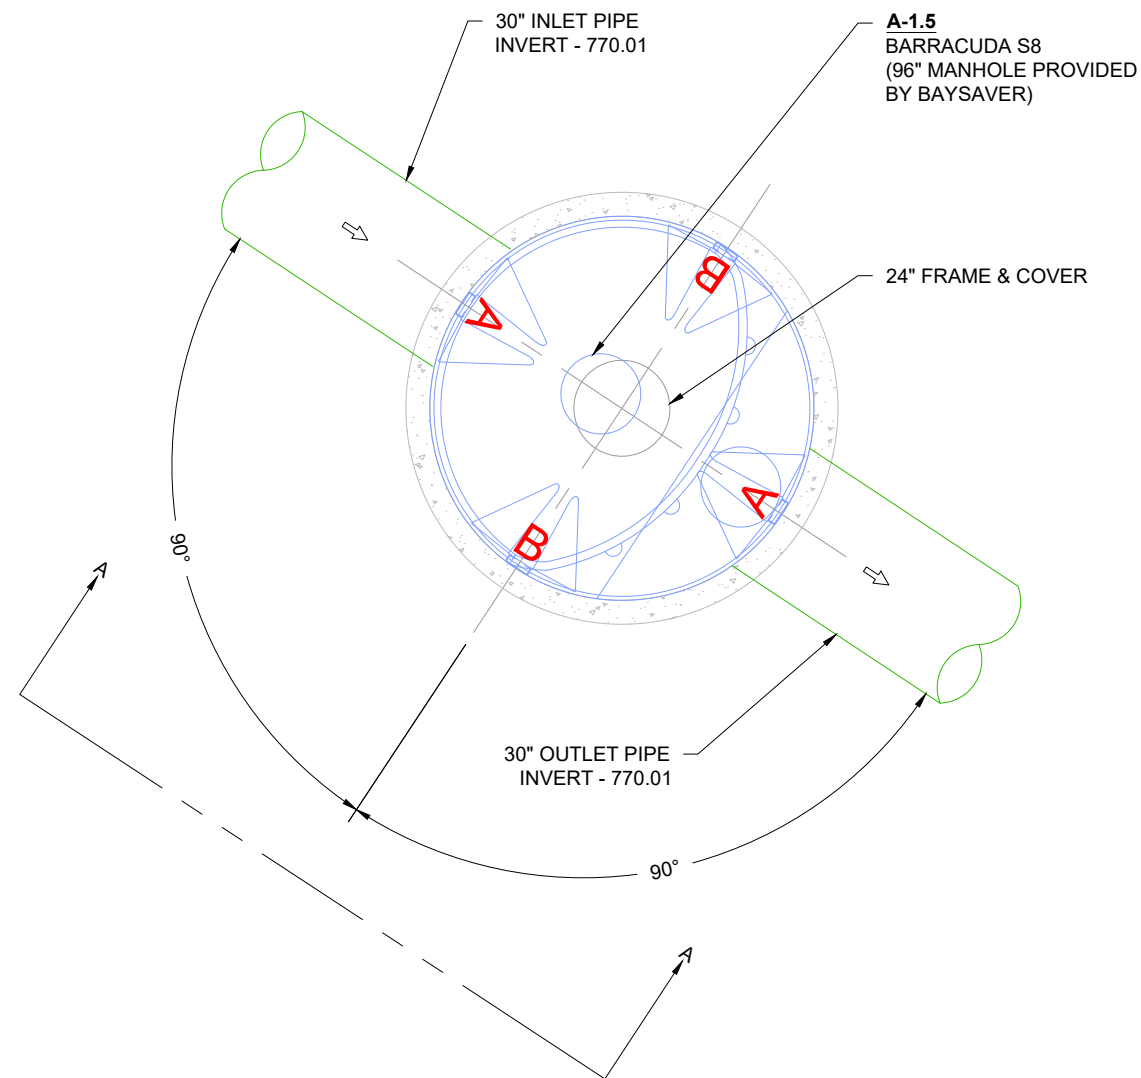 30" INLET PIPE
INVERT - 770.01
A-1.5
BARRACUDA S8
(96" MANHOLE PROVIDED
BY BAYSAVER)
24" FRAME & COVER
B
A
A
B
90°
A
30" OUTLET PIPE
INVERT - 770.01
90°
A